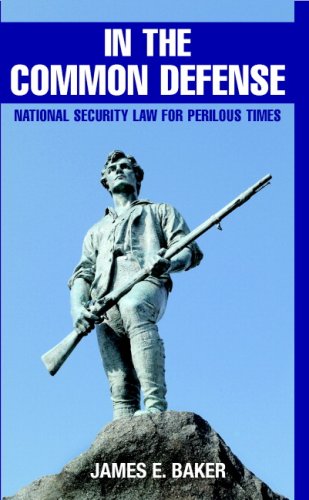 IN THE
COMMON DEFENSE
NATIONAL SECURITY LAW FOR PERILOUS TIMES
JAMES E. BAKER